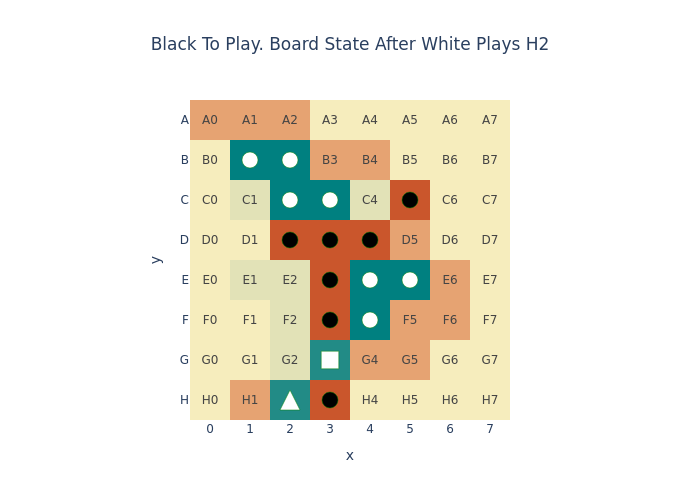 Black To Play. Board State After White Plays H2
A A0 A1 A2 A3 A4 A5 A6 A7
B B0 B3 B4 B5 B6 B7
C C0 C1 C4 C6 C7
D D0 D1 D5 D6 D7
y
E E0 E1 E2 E6 E7
F F0 F1 F2 F5 F6 F7
G G0 G1 G2 G4 G5 G6 G7
H H0 H1 H4 H5 H6 H7
0 1 2 3 4 5 6 7
x